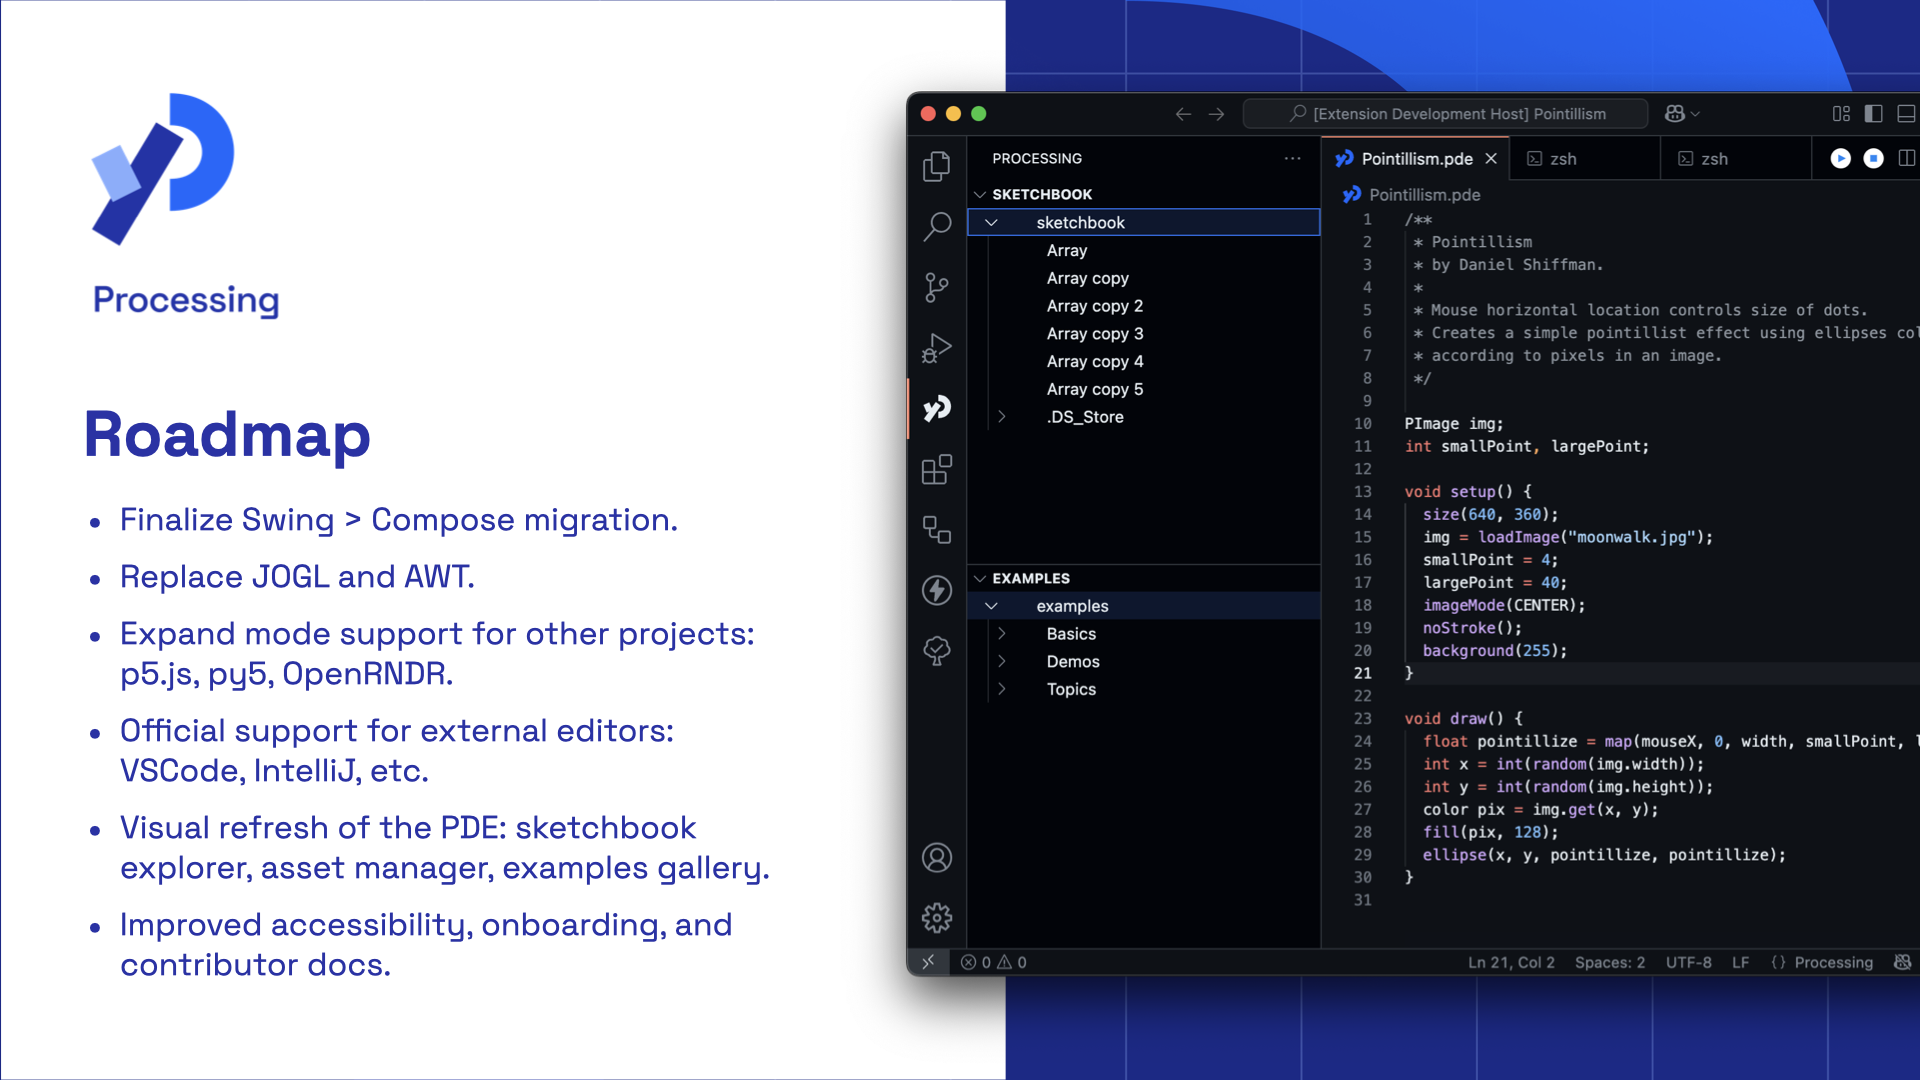 Processing
Roadmap
• Finalize Swing > Compose migration.
• Replace JOGL and AWT.
• Expand mode support for other projects:
p5.js, py5, OpenRNDR.
• Official support for external editors:
VSCode, IntelliJ, etc.
• Visual refresh of the PDE: sketchbook
explorer, asset manager, examples gallery.
• Improved accessibility, onboarding, and
contributor docs.
[Extension Development Host] Pointillism
PROCESSING
SKETCHBOOK
sketchbook
Array
Array copy
Array copy 2
Array copy 3
Array copy 4
Array copy 5
.DS_Store
EXAMPLES
examples
Basics
Demos
Topics
Pointillism.pde
zsh
zsh
Pointillism.pde
1 /**
2 * Pointillism
3 * by Daniel Shiffman.
4 *
5 * Mouse horizontal location controls size of dots.
6 * Creates a simple pointillist effect using ellipses
7 * according to pixels in an image.
8 */
9
10 PImage img;
11 int smallPoint, largePoint;
12
13 void setup() {
14 size(640, 360);
15 img = loadImage("moonwalk.jpg");
16 smallPoint = 4;
17 largePoint = 40;
18 imageMode(CENTER);
19 noStroke();
20 background(255);
21 }
22
23 void draw() {
24 float pointillize = map(mouseX, 0, width, smallPoint,
25 int x = int(random(img.width));
26 int y = int(random(img.height));
27 color pix = img.get(x, y);
28 fill(pix, 128);
29 ellipse(x, y, pointillize, pointillize);
30 }
31
0 0
Ln 21, Col 2 Spaces: 2 UTF-8 LF {} Processing